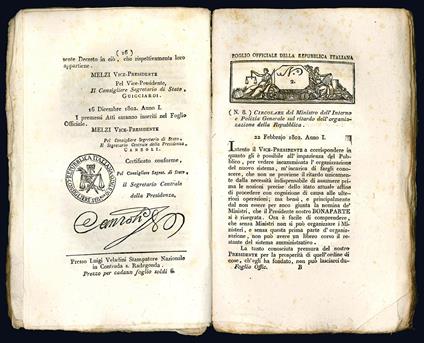 ( 16 )
sente Decreto in ciò, che rispettivamente loro
appartiene.
MELZI VICE-PRESIDENTE
Pel Vice-Presidente,
Il Consigliere Segretario di Stato
GUICCIARDI.
16 Dicembre 1802. Anno I.
I premessi Atti saranno inseriti nel Foglio
Officiale.
MELZI VICE-PRESIDENTE
Pel Consigliere Segretario di Stato,
Il Segretario Centrale della Presidenza,
CANZOLI.
Certificato conforme,
Pel Consigliere Segret. di Stato,
Il Segretario Centrale
della Presidenza,
Canzoli
Presso Luigi Veladini Stampatore Nazionale
in Contrada s. Radegonda.
Prezzo per cadaun foglio soldi 6.
FOGLIO OFFICIALE DELLA REPUBBLICA ITALIANA
N.º
2.
( N. 8. ) CIRCOLARE del Ministro dell'Interno
e Polizia Generale sul ritardo dell'organiz-
zazione della Repubblica.
22 Febbrajo 1802. Anno I.
Intento il VICE-PRESIDENTE a corrispondere in
quanto gli è possibile all'impazienza del Pub-
blico, per vedere incamminata l'organizzazione
del nuovo sistema, m'incarica di fargli cono-
scere, che non ne proviene il ritardo unicamen-
te dalla necessità indispensabile di assumere pri-
ma le nozioni precise dello stato attuale affine
di procedere con cognizione di causa alle ulte-
riori operazioni; ma bensì, e principalmente
dal non essere per anco giunta la nomina de'
Ministri, che il Presidente nostro BONAPARTE
si è riservata. Ora è facile di comprendere,
che senza Ministri non si può organizzare i Mi-
nisteri, e senza questa prima parte d' organiz-
zazione, non può avere un libero corso il re-
stante del sistema amministrativo.
La tanto conosciuta premura del nostro
PRESIDENTE per la prosperità di quell'ordine di
cose, ch'egli ha fondato, non può lasciarci du-
Foglio Offic. B